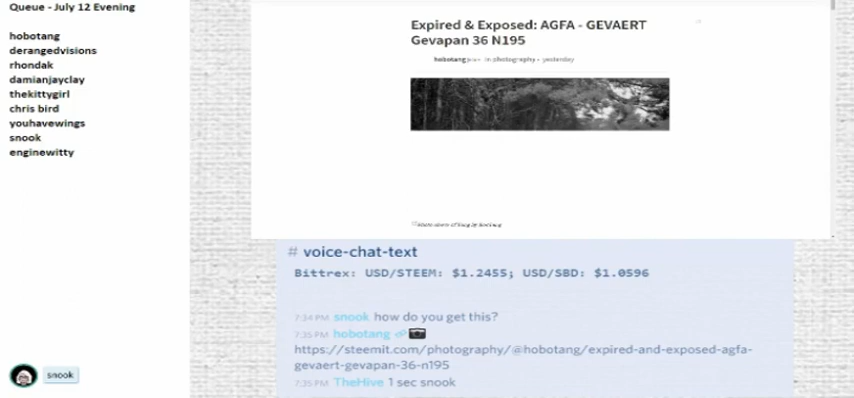 Queue - July 12 Evening
hobotang
derangedvisions
rhondak
damianjayclay
thekittygirl
chris bird
youhavewings
snook
enginewitty
Expired & Exposed: AGFA - GEVAERT
Gevapan 36 N195
hobotang in photography - yesterday
# voice-chat-text
Bittrex: USD/STEEM: $1.2455; USD/SBD: $1.0596
7:34 PM snook how do you get this?
7:35 PM hobotang
https://steemit.com/photography/@hobotang/expired-and-exposed-agfa-
gevaert-gevapan-36-n195
7:35 PM TheHive 1 sec snook
snook